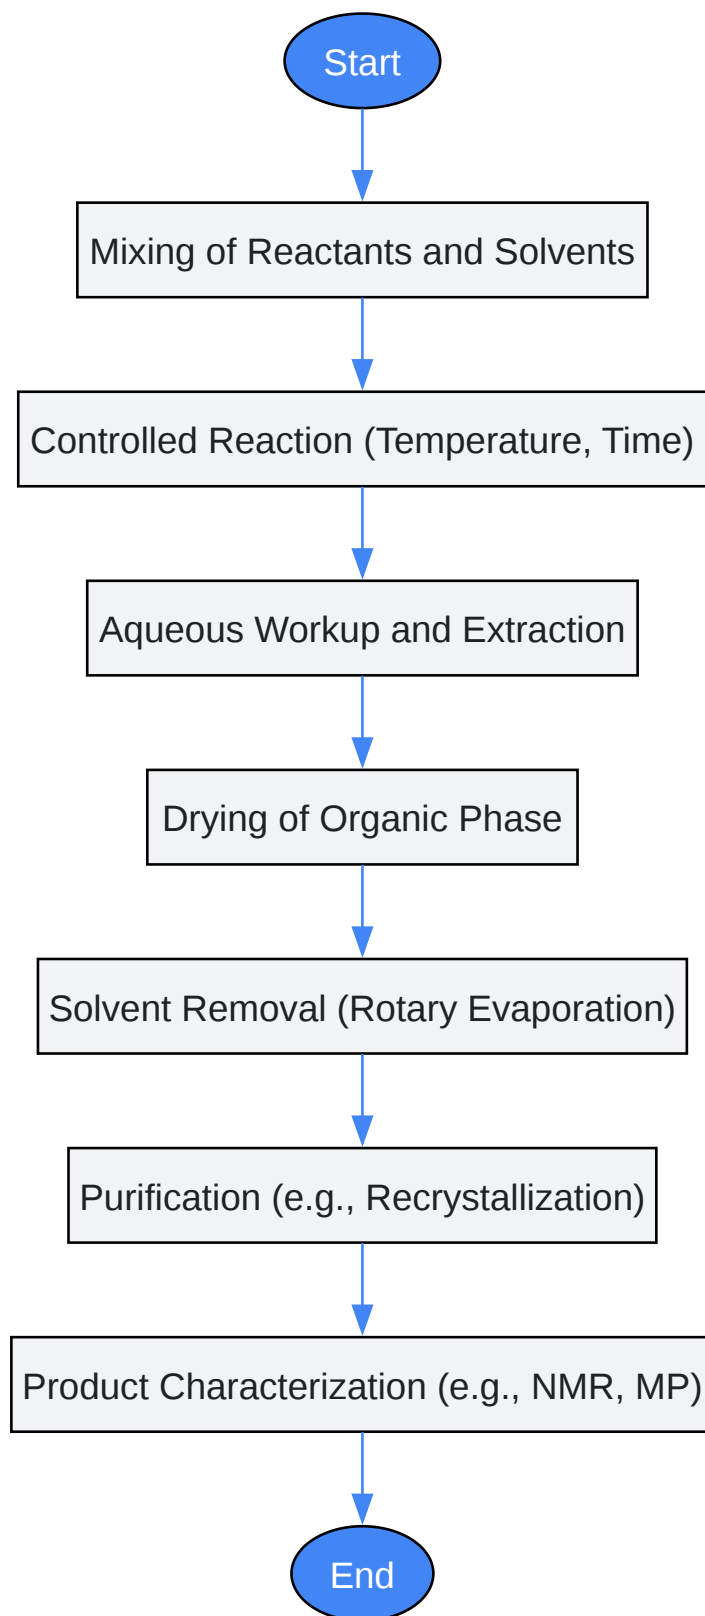 Start
Mixing of Reactants and Solvents
Controlled Reaction (Temperature, Time)
Aqueous Workup and Extraction
Drying of Organic Phase
Solvent Removal (Rotary Evaporation)
Purification (e.g., Recrystallization)
Product Characterization (e.g., NMR, MP)
End